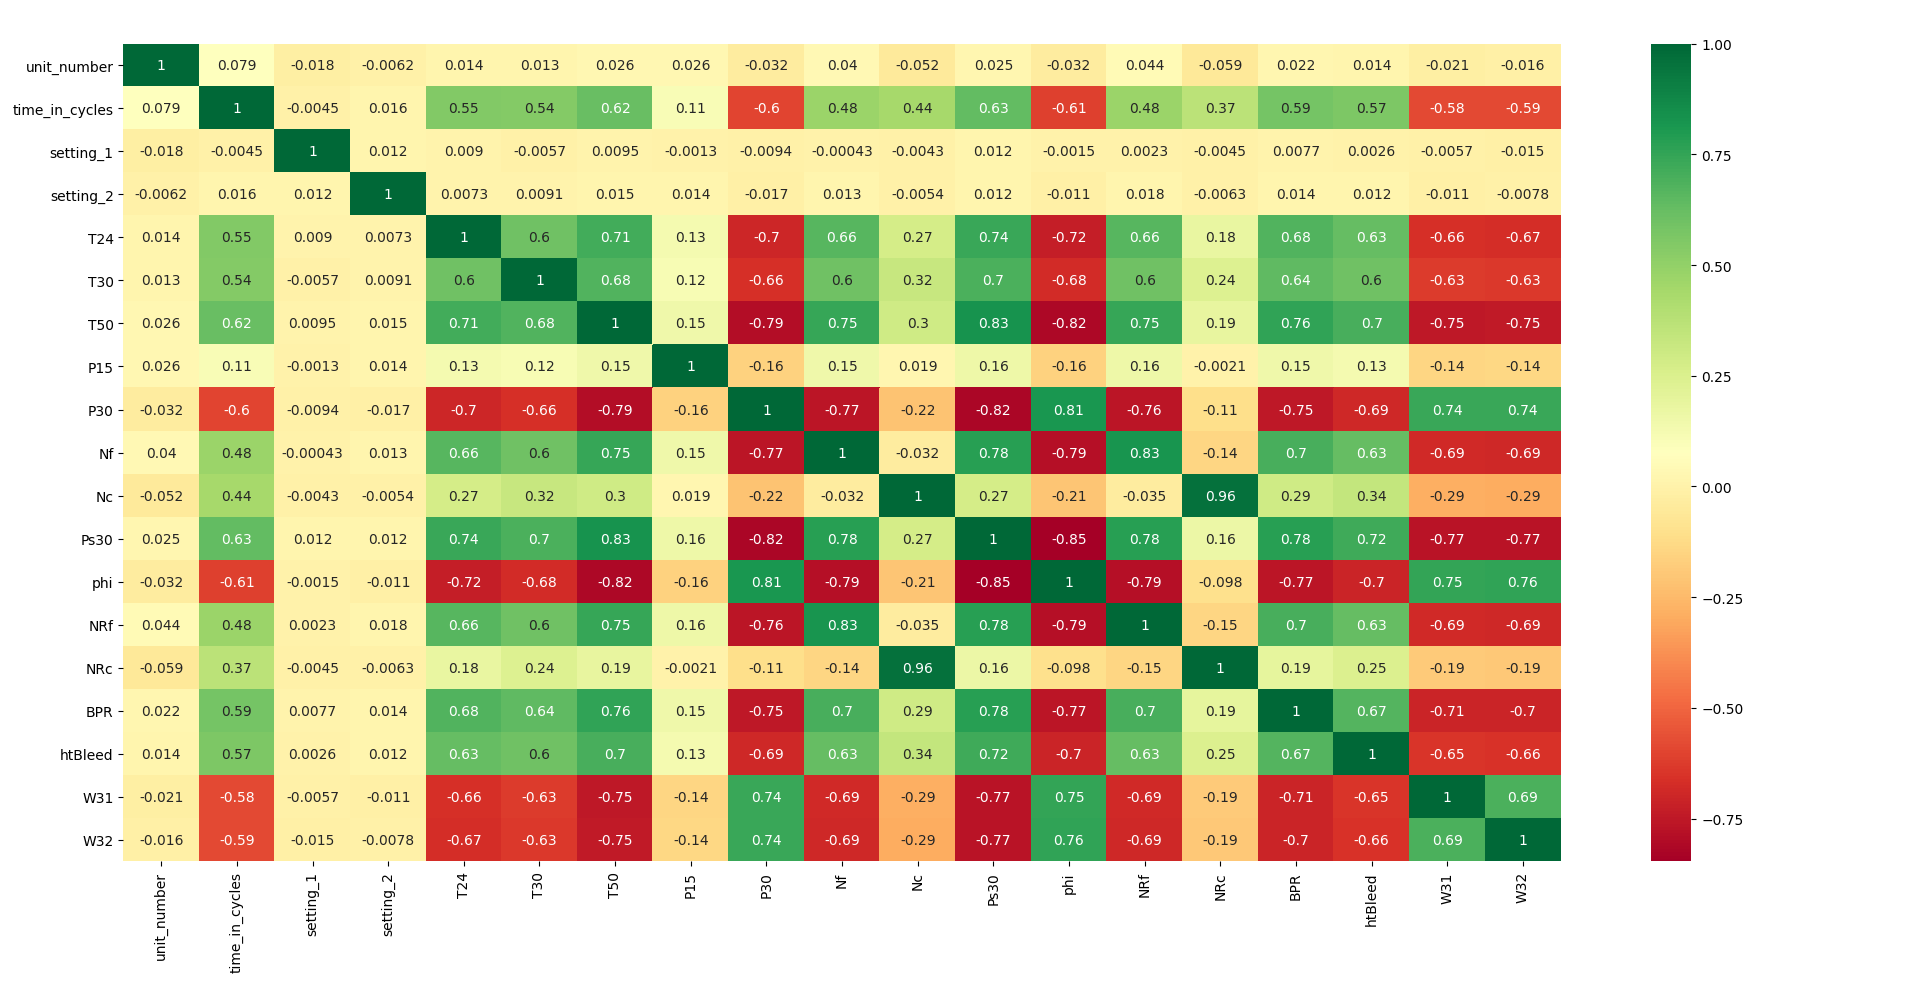 unit_number 1 0.079 -0.018 -0.0062 0.014 0.013 0.026 0.026 -0.032 0.04 -0.052 0.025 -0.032 0.044 -0.059 0.022 0.014 -0.021 -0.016
time_in_cycles 0.079 1 -0.0045 0.016 0.55 0.54 0.62 0.11 -0.6 0.48 0.44 0.63 -0.61 0.48 0.37 0.59 0.57 -0.58 -0.59
setting_1 -0.018 -0.0045 1 0.012 0.009 -0.0057 0.0095 -0.0013 -0.0094 -0.00043 -0.0043 0.012 -0.0015 0.0023 -0.0045 0.0077 0.0026 -0.0057 -0.015
setting_2 -0.0062 0.016 0.012 1 0.0073 0.0091 0.015 0.014 -0.017 0.013 -0.0054 0.012 -0.011 0.018 -0.0063 0.014 0.012 -0.011 -0.0078
T24 0.014 0.55 0.009 0.0073 1 0.6 0.71 0.13 -0.7 0.66 0.27 0.74 -0.72 0.66 0.18 0.68 0.63 -0.66 -0.67
T30 0.013 0.54 -0.0057 0.0091 0.6 1 0.68 0.12 -0.66 0.6 0.32 0.7 -0.68 0.6 0.24 0.64 0.6 -0.63 -0.63
T50 0.026 0.62 0.0095 0.015 0.71 0.68 1 0.15 -0.79 0.75 0.3 0.83 -0.82 0.75 0.19 0.76 0.7 -0.75 -0.75
P15 0.026 0.11 -0.0013 0.014 0.13 0.12 0.15 1 -0.16 0.15 0.019 0.16 -0.16 0.16 -0.0021 0.15 0.13 -0.14 -0.14
P30 -0.032 -0.6 -0.0094 -0.017 -0.7 -0.66 -0.79 -0.16 1 -0.77 -0.22 -0.82 0.81 -0.76 -0.11 -0.75 -0.69 0.74 0.74
Nf 0.04 0.48 -0.00043 0.013 0.66 0.6 0.75 0.15 -0.77 1 -0.032 0.78 -0.79 0.83 -0.14 0.7 0.63 -0.69 -0.69
Nc -0.052 0.44 -0.0043 -0.0054 0.27 0.32 0.3 0.019 -0.22 -0.032 1 0.27 -0.21 -0.035 0.96 0.29 0.34 -0.29 -0.29
Ps30 0.025 0.63 0.012 0.012 0.74 0.7 0.83 0.16 -0.82 0.78 0.27 1 -0.85 0.78 0.16 0.78 0.72 -0.77 -0.77
phi -0.032 -0.61 -0.0015 -0.011 -0.72 -0.68 -0.82 -0.16 0.81 -0.79 -0.21 -0.85 1 -0.79 -0.098 -0.77 -0.7 0.75 0.76
NRf 0.044 0.48 0.0023 0.018 0.66 0.6 0.75 0.16 -0.76 0.83 -0.035 0.78 -0.79 1 -0.15 0.7 0.63 -0.69 -0.69
NRc -0.059 0.37 -0.0045 -0.0063 0.18 0.24 0.19 -0.0021 -0.11 -0.14 0.96 0.16 -0.098 -0.15 1 0.19 0.25 -0.19 -0.19
BPR 0.022 0.59 0.0077 0.014 0.68 0.64 0.76 0.15 -0.75 0.7 0.29 0.78 -0.77 0.7 0.19 1 0.67 -0.71 -0.7
htBleed 0.014 0.57 0.0026 0.012 0.63 0.6 0.7 0.13 -0.69 0.63 0.34 0.72 -0.7 0.63 0.25 0.67 1 -0.65 -0.66
W31 -0.021 -0.58 -0.0057 -0.011 -0.66 -0.63 -0.75 -0.14 0.74 -0.69 -0.29 -0.77 0.75 -0.69 -0.19 -0.71 -0.65 1 0.69
W32 -0.016 -0.59 -0.015 -0.0078 -0.67 -0.63 -0.75 -0.14 0.74 -0.69 -0.29 -0.77 0.76 -0.69 -0.19 -0.7 -0.66 0.69 1
unit_number time_in_cycles setting_1 setting_2 T24 T30 T50 P15 P30 Nf Nc Ps30 phi NRf NRc BPR htBleed W31 W32
1.00
0.75
0.50
0.25
0.00
−0.25
−0.50
−0.75